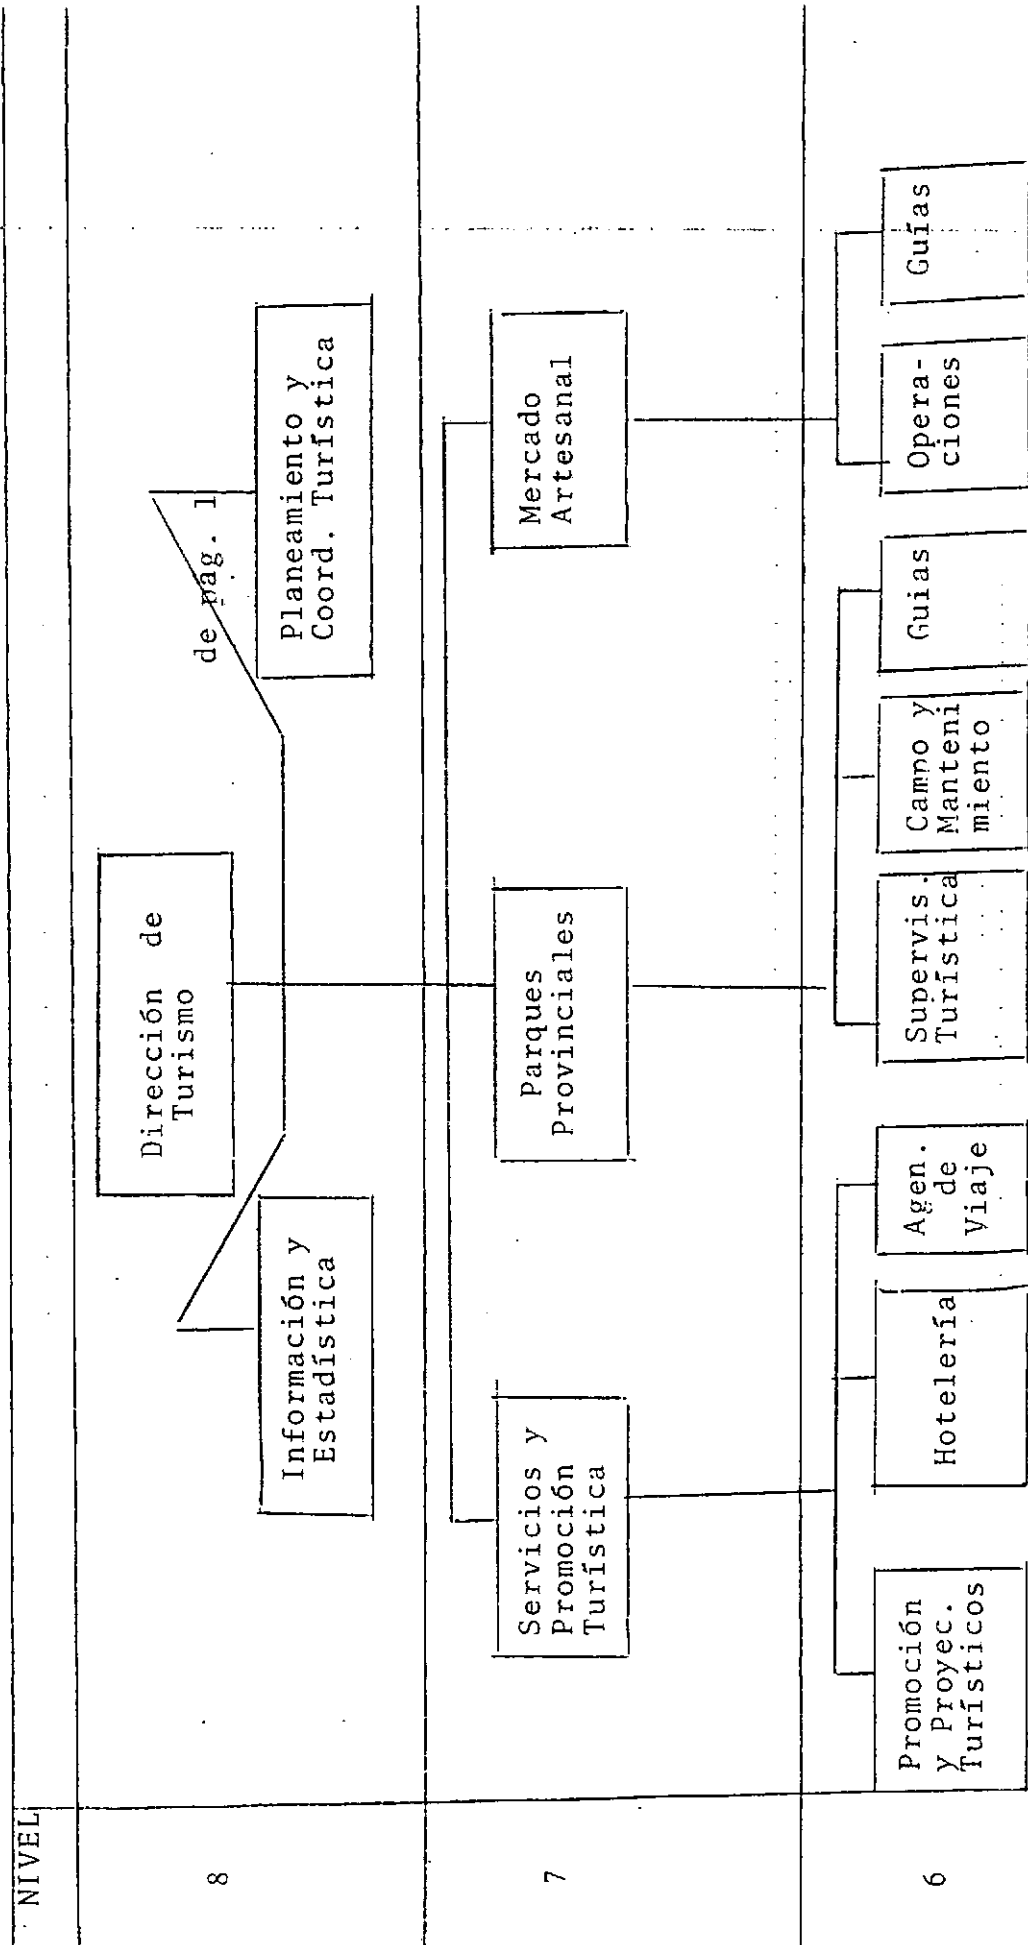 NIVEL
8
Dirección de
Turismo
de pag. 1
Información y
Estadística
Planeamiento y
Coord. Turística
7
Servicios y
Promoción
Turística
Parques
Provinciales
Mercado
Artesanal
6
Promoción
y Proyec.
Turísticos
Hotelería
Agen.
de
Viaje
Supervis.
Turística
Campo y
Manteni
miento
Guias
Opera-
ciones
Guías